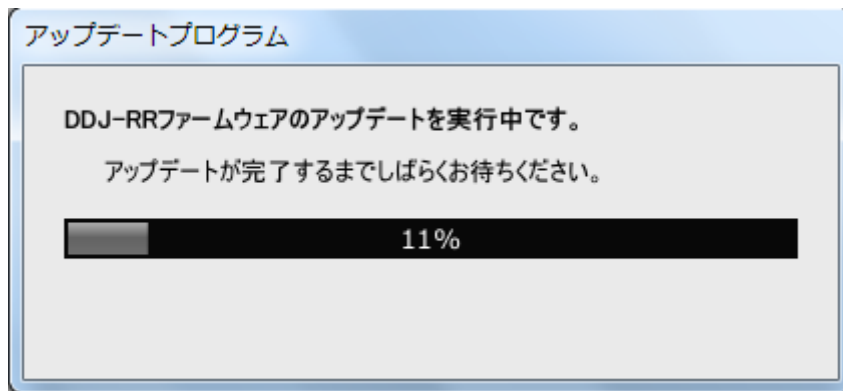 アップデートプログラム
DDJ-RRファームウェアのアップデートを実行中です。
アップデートが完了するまでしばらくお待ちください。
11%